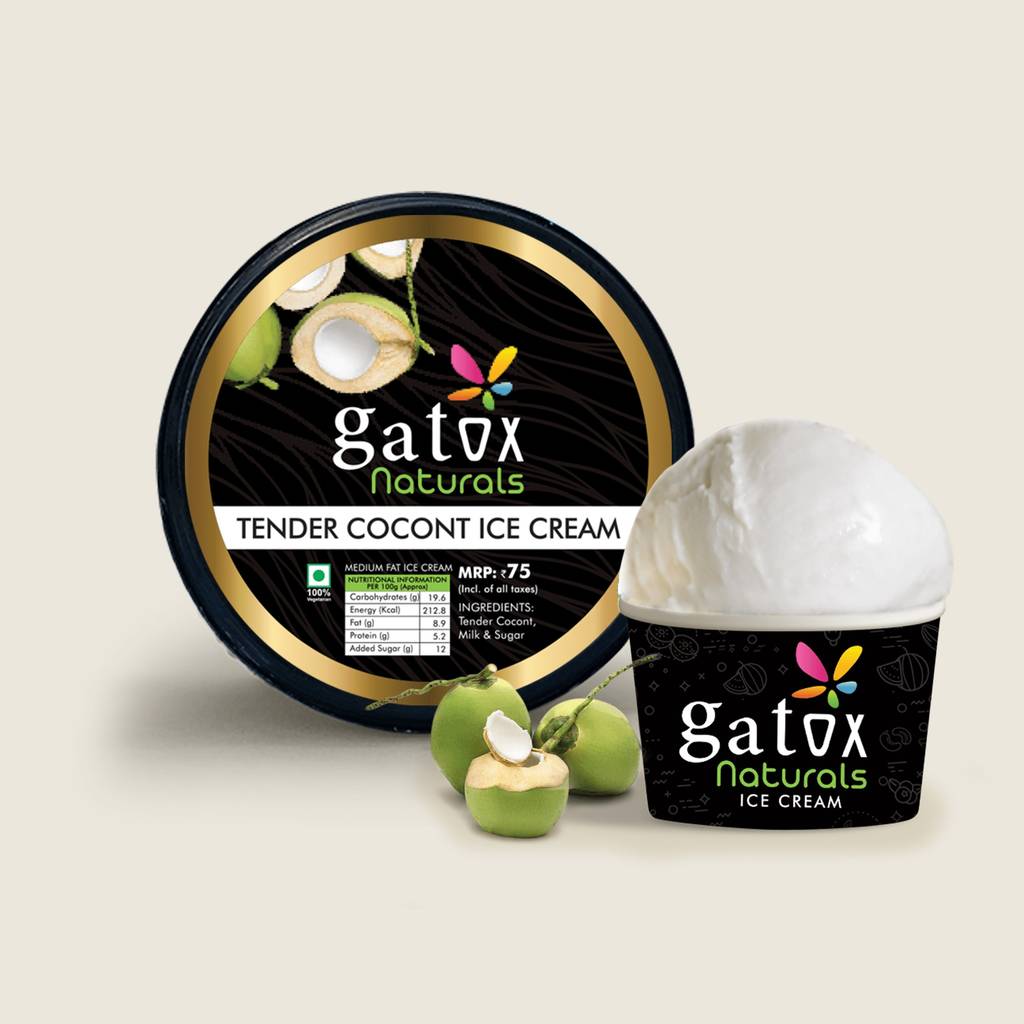 gatox
Naturals
TENDER COCONT ICE CREAM
100%
Vegetarian
MEDIUM FAT ICE CREAM
NUTRITIONAL INFORMATION
PER 100g (Approx)
Carbohydrates (g) 19.6
Energy (Kcal) 212.8
Fat (g) 8.9
Protein (g) 5.2
Added Sugar (g) 12
MRP: ₹75
(Incl. of all taxes)
INGREDIENTS:
Tender Cocont,
Milk & Sugar
gatox
Naturals
ICE CREAM